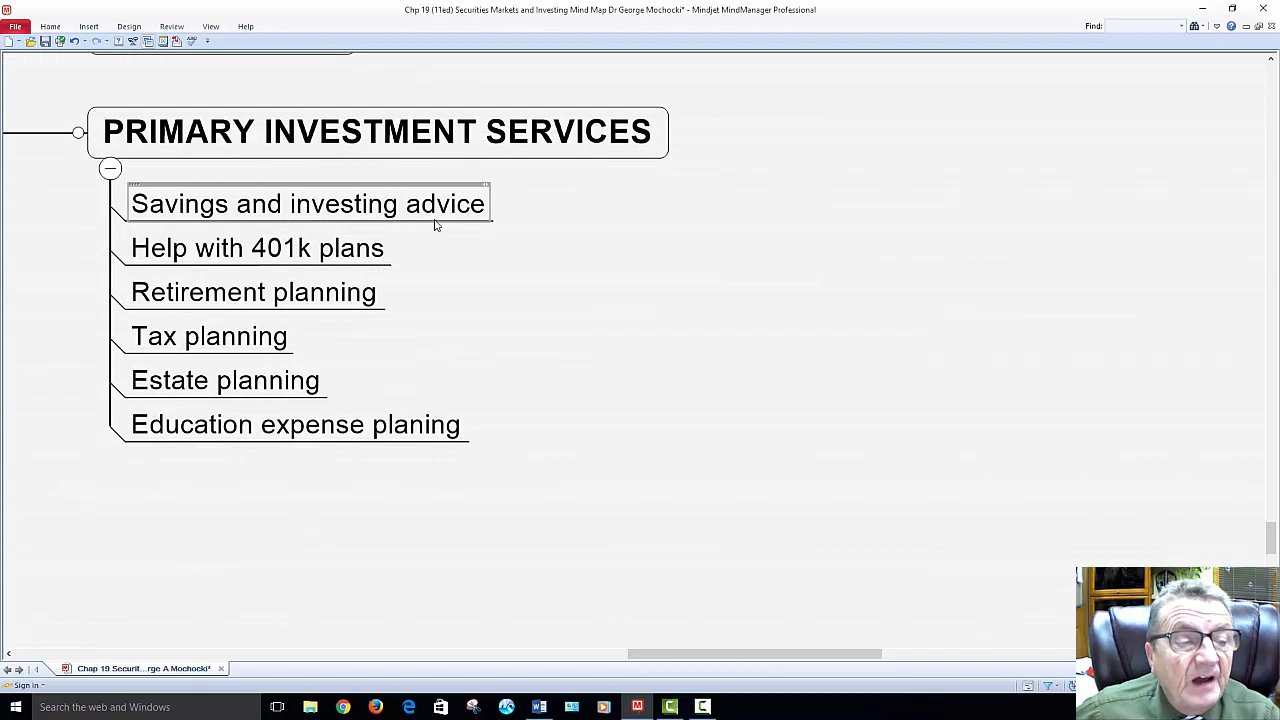 Chp 19 (11ed) Securities Markets and Investing Mind Map Dr George Mochocki* - Mindjet MindManager Professional
File Home Insert Design Review View Help
Find:
PRIMARY INVESTMENT SERVICES
Savings and investing advice
Help with 401k plans
Retirement planning
Tax planning
Estate planning
Education expense planing
Chap 19 Securit...rge A Mochocki*
Sign In
Search the web and Windows